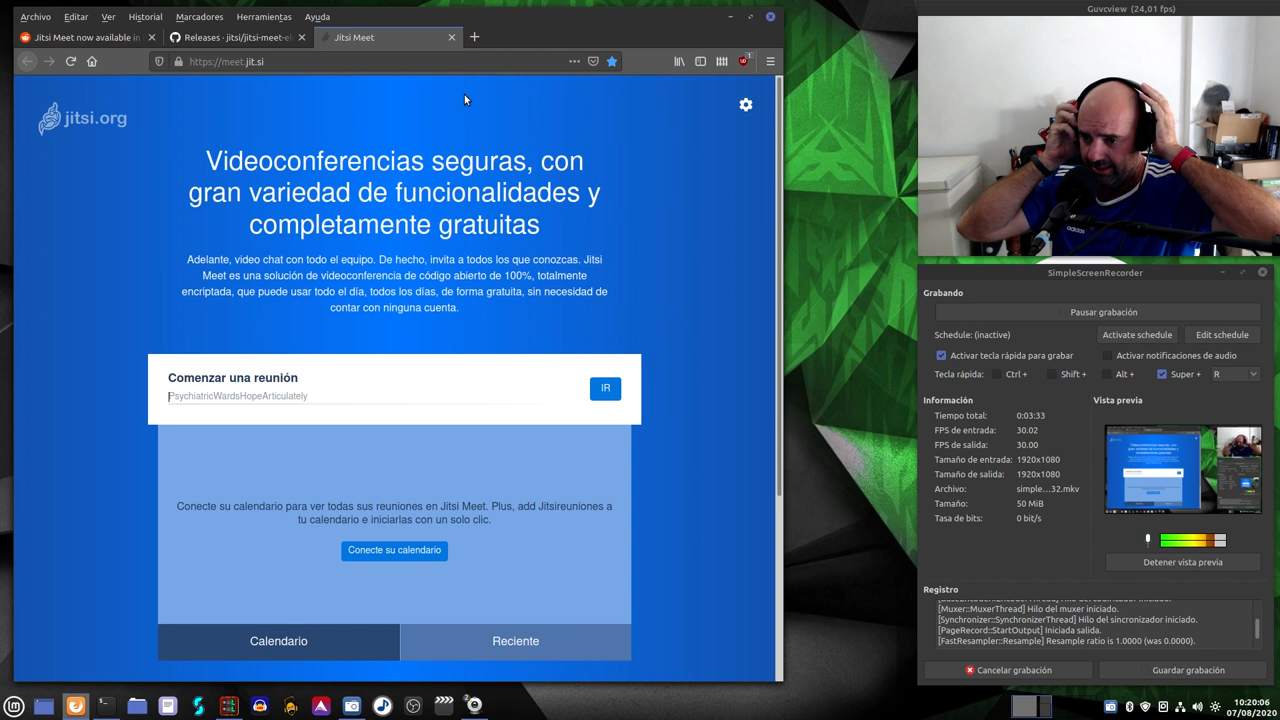 Archivo Editar Ver Historial Marcadores Herramientas Ayuda
Jitsi Meet now available in
Releases · jitsi/jitsi-meet-el
Jitsi Meet
https://meet.jit.si
1
jitsi.org
Videoconferencias seguras, con
gran variedad de funcionalidades y
completamente gratuitas
Adelante, video chat con todo el equipo. De hecho, invita a todos los que conozcas. Jitsi
Meet es una solución de videoconferencia de código abierto de 100%, totalmente
encriptada, que puede usar todo el día, todos los días, de forma gratuita, sin necesidad de
contar con ninguna cuenta.
Comenzar una reunión
PsychiatricWardsHopeArticulately
IR
Conecte su calendario para ver todas sus reuniones en Jitsi Meet. Plus, add Jitsireuniones a
tu calendario e iniciarlas con un solo clic.
Conecte su calendario
Calendario
Reciente
Guvcview (24,01 fps)
adidas
SimpleScreenRecorder
Grabando
Pausar grabación
Schedule: (inactive)
Activate schedule
Edit schedule
Activar tecla rápida para grabar
Activar notificaciones de audio
Tecla rápida: Ctrl + Shift + Alt + Super + R
Información
Tiempo total: 0:03:33
FPS de entrada: 30.02
FPS de salida: 30.00
Tamaño de entrada: 1920x1080
Tamaño de salida: 1920x1080
Archivo: simple...32.mkv
Tamaño: 50 MiB
Tasa de bits: 0 bit/s
Vista previa
Detener vista previa
Registro
[Muxer::MuxerThread] Hilo del muxer iniciado.
[Synchronizer::SynchronizerThread] Hilo del sincronizador iniciado.
[PageRecord::StartOutput] Iniciada salida.
[FastResampler::Resample] Resample ratio is 1.0000 (was 0.0000).
Cancelar grabación
Guardar grabación
10:20:06
07/08/2020